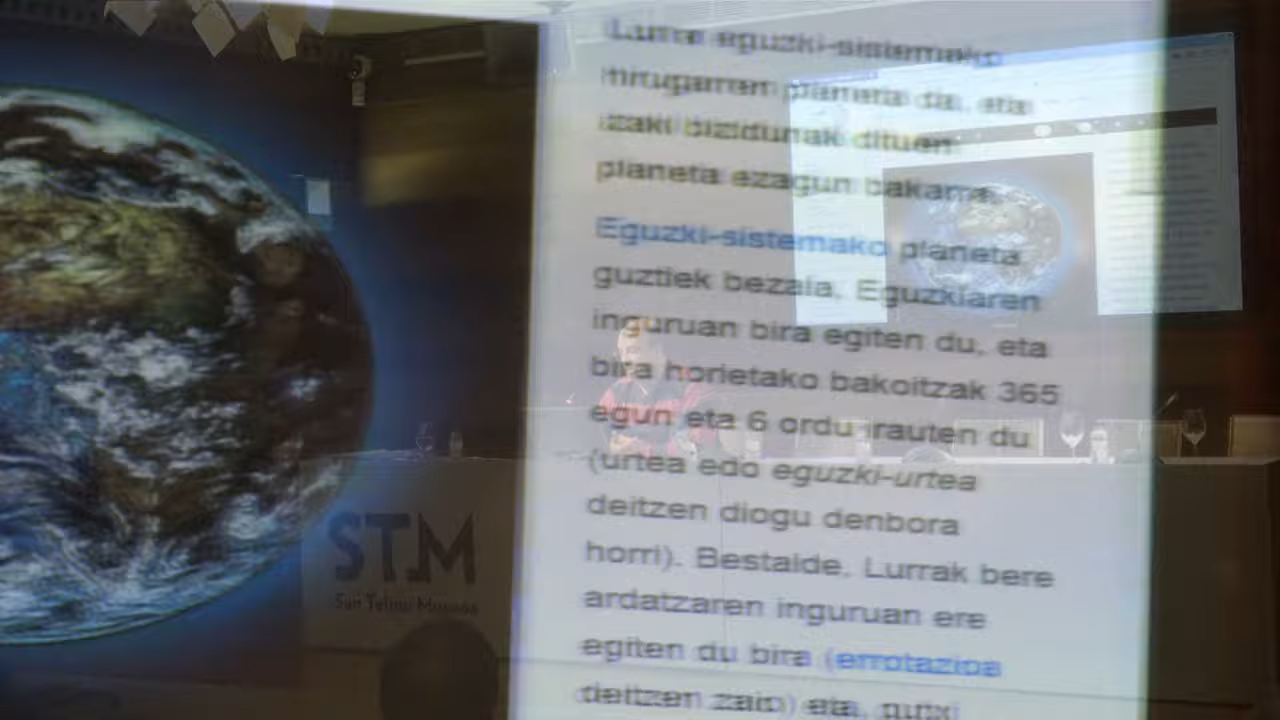 Lurra eguzki-sistemako
hirugarren planeta da, eta
izaki bizidunak dituen
planeta ezagun bakarra.
Eguzki-sistemako planeta
guztiek bezala, Eguzkiaren
inguruan bira egiten du, eta
bira horietako bakoitzak 365
egun eta 6 ordu irauten du
(urtea edo eguzki-urtea
deitzen diogu denbora
horri). Bestalde, Lurrak bere
ardatzaren inguruan ere
egiten du bira (errotazioa
deitzen zaio) eta, gutxi
STM
San Telmo Museoa